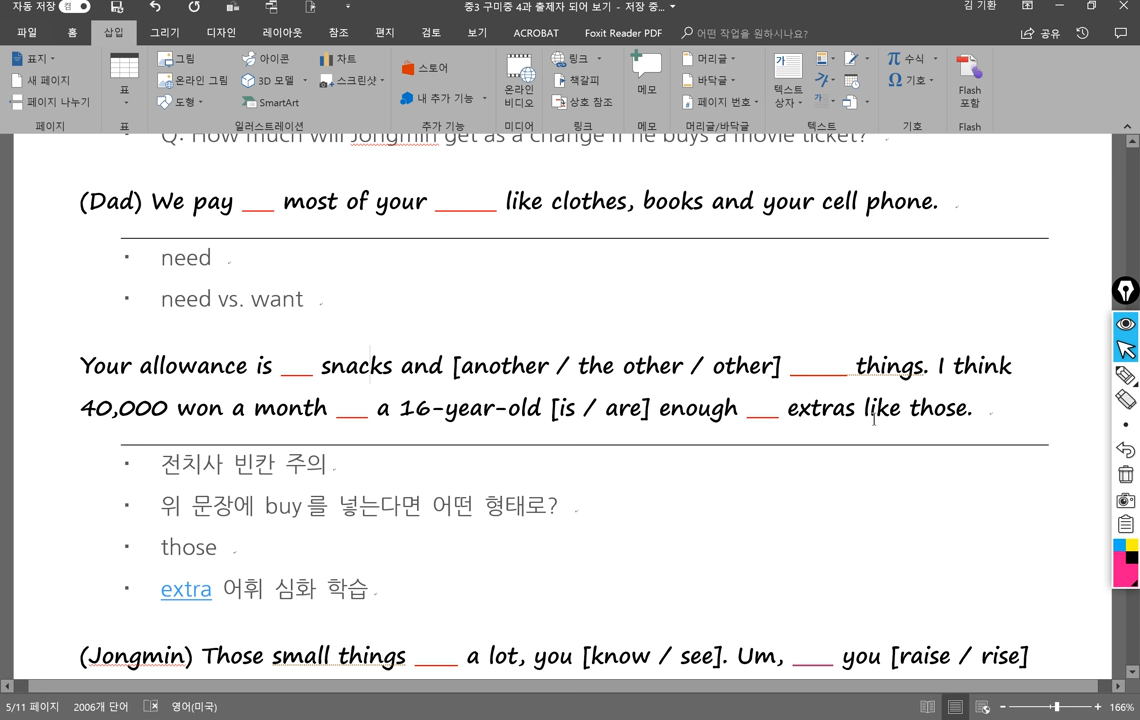 자동 저장 켬 중3 구미중 4과 출제자 되어 보기 - 저장 중... 김 기환
파일 홈 삽입 그리기 디자인 레이아웃 참조 편지 검토 보기 ACROBAT Foxit Reader PDF 어떤 작업을 원하시나요? 공유
표지 그림 아이콘 차트 스토어 링크 머리글 수식
새 페이지 온라인 그림 3D 모델 스크린샷 책갈피 바닥글 기호
페이지 나누기 표 도형 SmartArt 내 추가 기능 온라인 비디오 상호 참조 메모 페이지 번호 텍스트 상자 Flash 포함
페이지 표 일러스트레이션 추가 기능 미디어 링크 메모 머리글/바닥글 텍스트 기호 Flash
Q. How much will Jongmin get as a change if he buys a movie ticket?
(Dad) We pay ___ most of your _____ like clothes, books and your cell phone.
· need
· need vs. want
Your allowance is ___ snacks and [another / the other / other] _____ things. I think
40,000 won a month ___ a 16-year-old [is / are] enough ___ extras like those.
· 전치사 빈칸 주의
· 위 문장에 buy를 넣는다면 어떤 형태로?
· those
· extra 어휘 심화 학습
(Jongmin) Those small things ____ a lot, you [know / see]. Um, ____ you [raise / rise]
5/11 페이지 2006개 단어 영어(미국) 166%